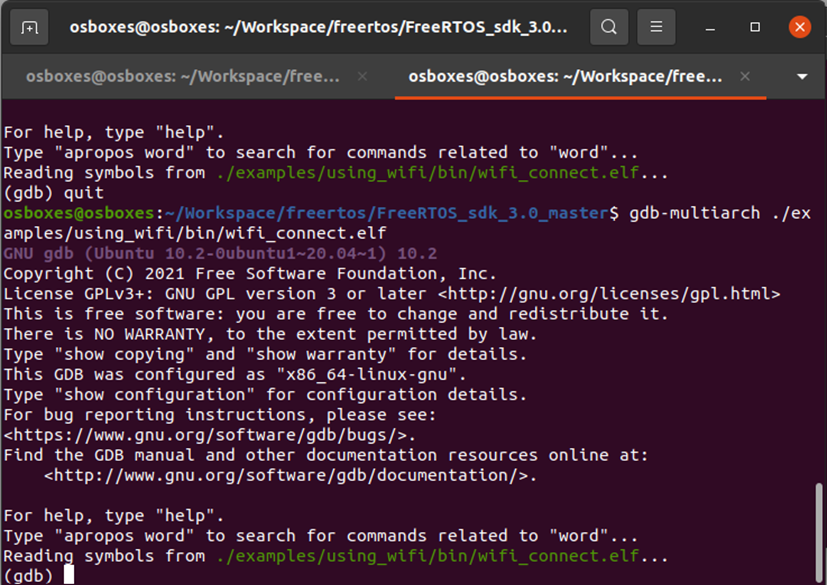 osboxes@osboxes: ~/Workspace/freertos/FreeRTOS_sdk_3.0...
osboxes@osboxes: ~/Workspace/free...
osboxes@osboxes: ~/Workspace/free...
For help, type "help".
Type "apropos word" to search for commands related to "word"...
Reading symbols from ./examples/using_wifi/bin/wifi_connect.elf...
(gdb) quit
osboxes@osboxes:~/Workspace/freertos/FreeRTOS_sdk_3.0_master$ gdb-multiarch ./ex
amples/using_wifi/bin/wifi_connect.elf
GNU gdb (Ubuntu 10.2-0ubuntu1~20.04~1) 10.2
Copyright (C) 2021 Free Software Foundation, Inc.
License GPLv3+: GNU GPL version 3 or later <http://gnu.org/licenses/gpl.html>
This is free software: you are free to change and redistribute it.
There is NO WARRANTY, to the extent permitted by law.
Type "show copying" and "show warranty" for details.
This GDB was configured as "x86_64-linux-gnu".
Type "show configuration" for configuration details.
For bug reporting instructions, please see:
<https://www.gnu.org/software/gdb/bugs/>.
Find the GDB manual and other documentation resources online at:
    <http://www.gnu.org/software/gdb/documentation/>.
For help, type "help".
Type "apropos word" to search for commands related to "word"...
Reading symbols from ./examples/using_wifi/bin/wifi_connect.elf...
(gdb)